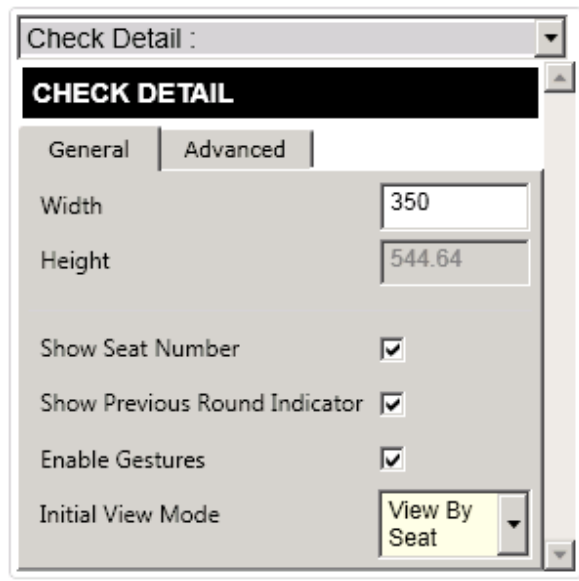 Check Detail :
CHECK DETAIL
General Advanced
Width 350
Height 544.64
Show Seat Number
Show Previous Round Indicator
Enable Gestures
Initial View Mode View By
Seat